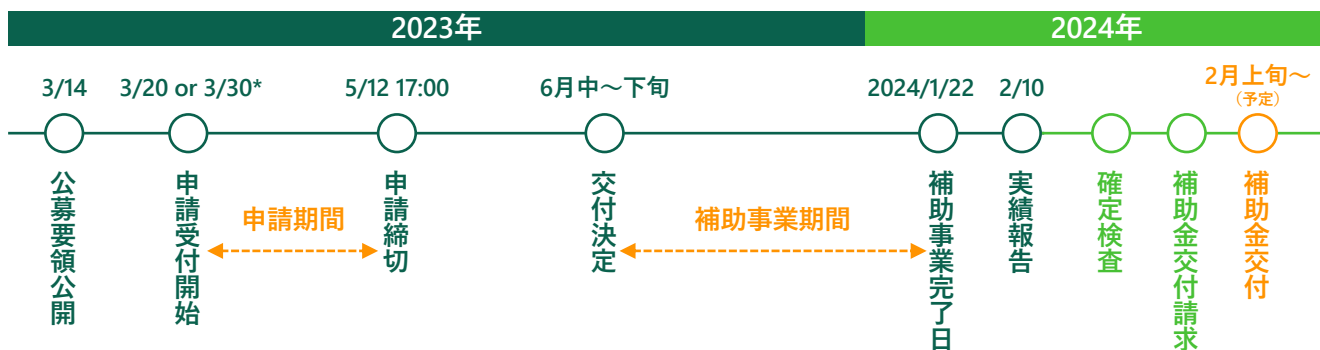 2023年
2024年
3/14
3/20 or 3/30*
5/12 17:00
6月中～下旬
2024/1/22
2/10
2月上旬～
（予定）
公募要領公開
申請受付開始
申請期間
申請締切
交付決定
補助事業期間
補助事業完了日
実績報告
確定検査
補助金交付請求
補助金交付